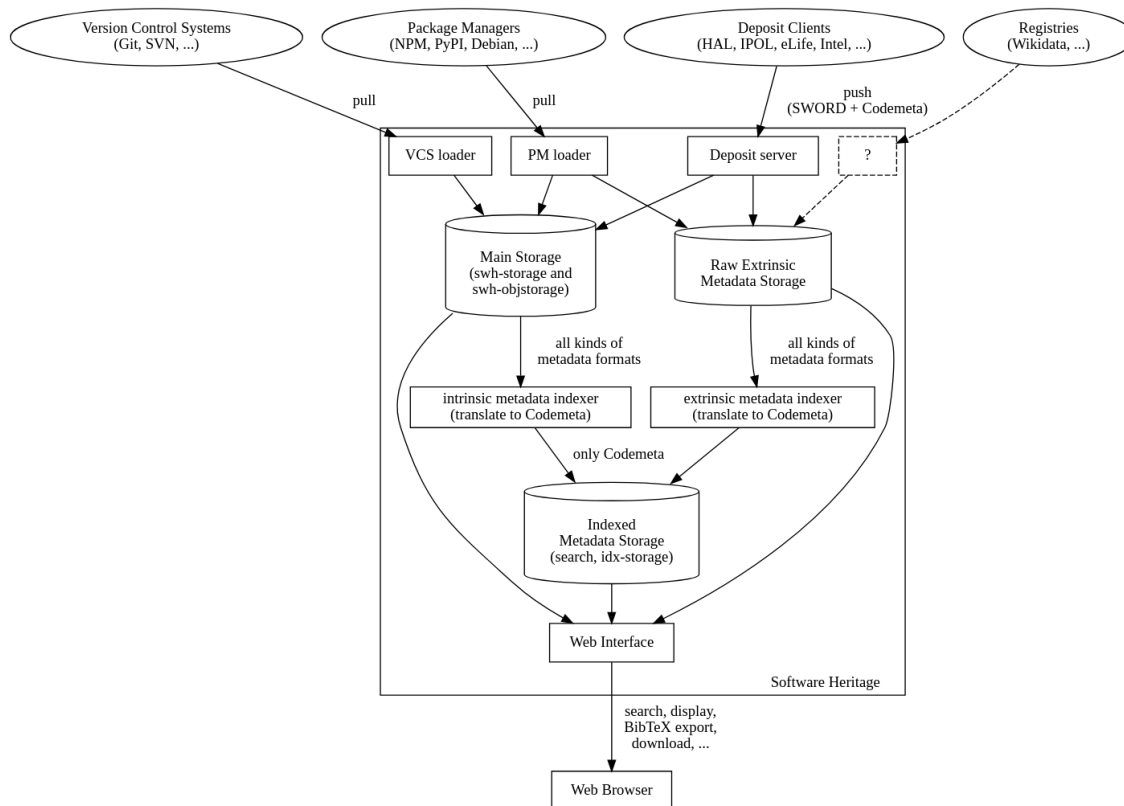 Version Control Systems
(Git, SVN, ...)
Package Managers
(NPM, PyPI, Debian, ...)
Deposit Clients
(HAL, IPOL, eLife, Intel, ...)
Registries
(Wikidata, ...)
pull
pull
push
(SWORD + Codemeta)
VCS loader
PM loader
Deposit server
?
Main Storage
(swh-storage and
swh-objstorage)
Raw Extrinsic
Metadata Storage
all kinds of
metadata formats
all kinds of
metadata formats
intrinsic metadata indexer
(translate to Codemeta)
extrinsic metadata indexer
(translate to Codemeta)
only Codemeta
Indexed
Metadata Storage
(search, idx-storage)
Web Interface
Software Heritage
search, display,
BibTeX export,
download, ...
Web Browser